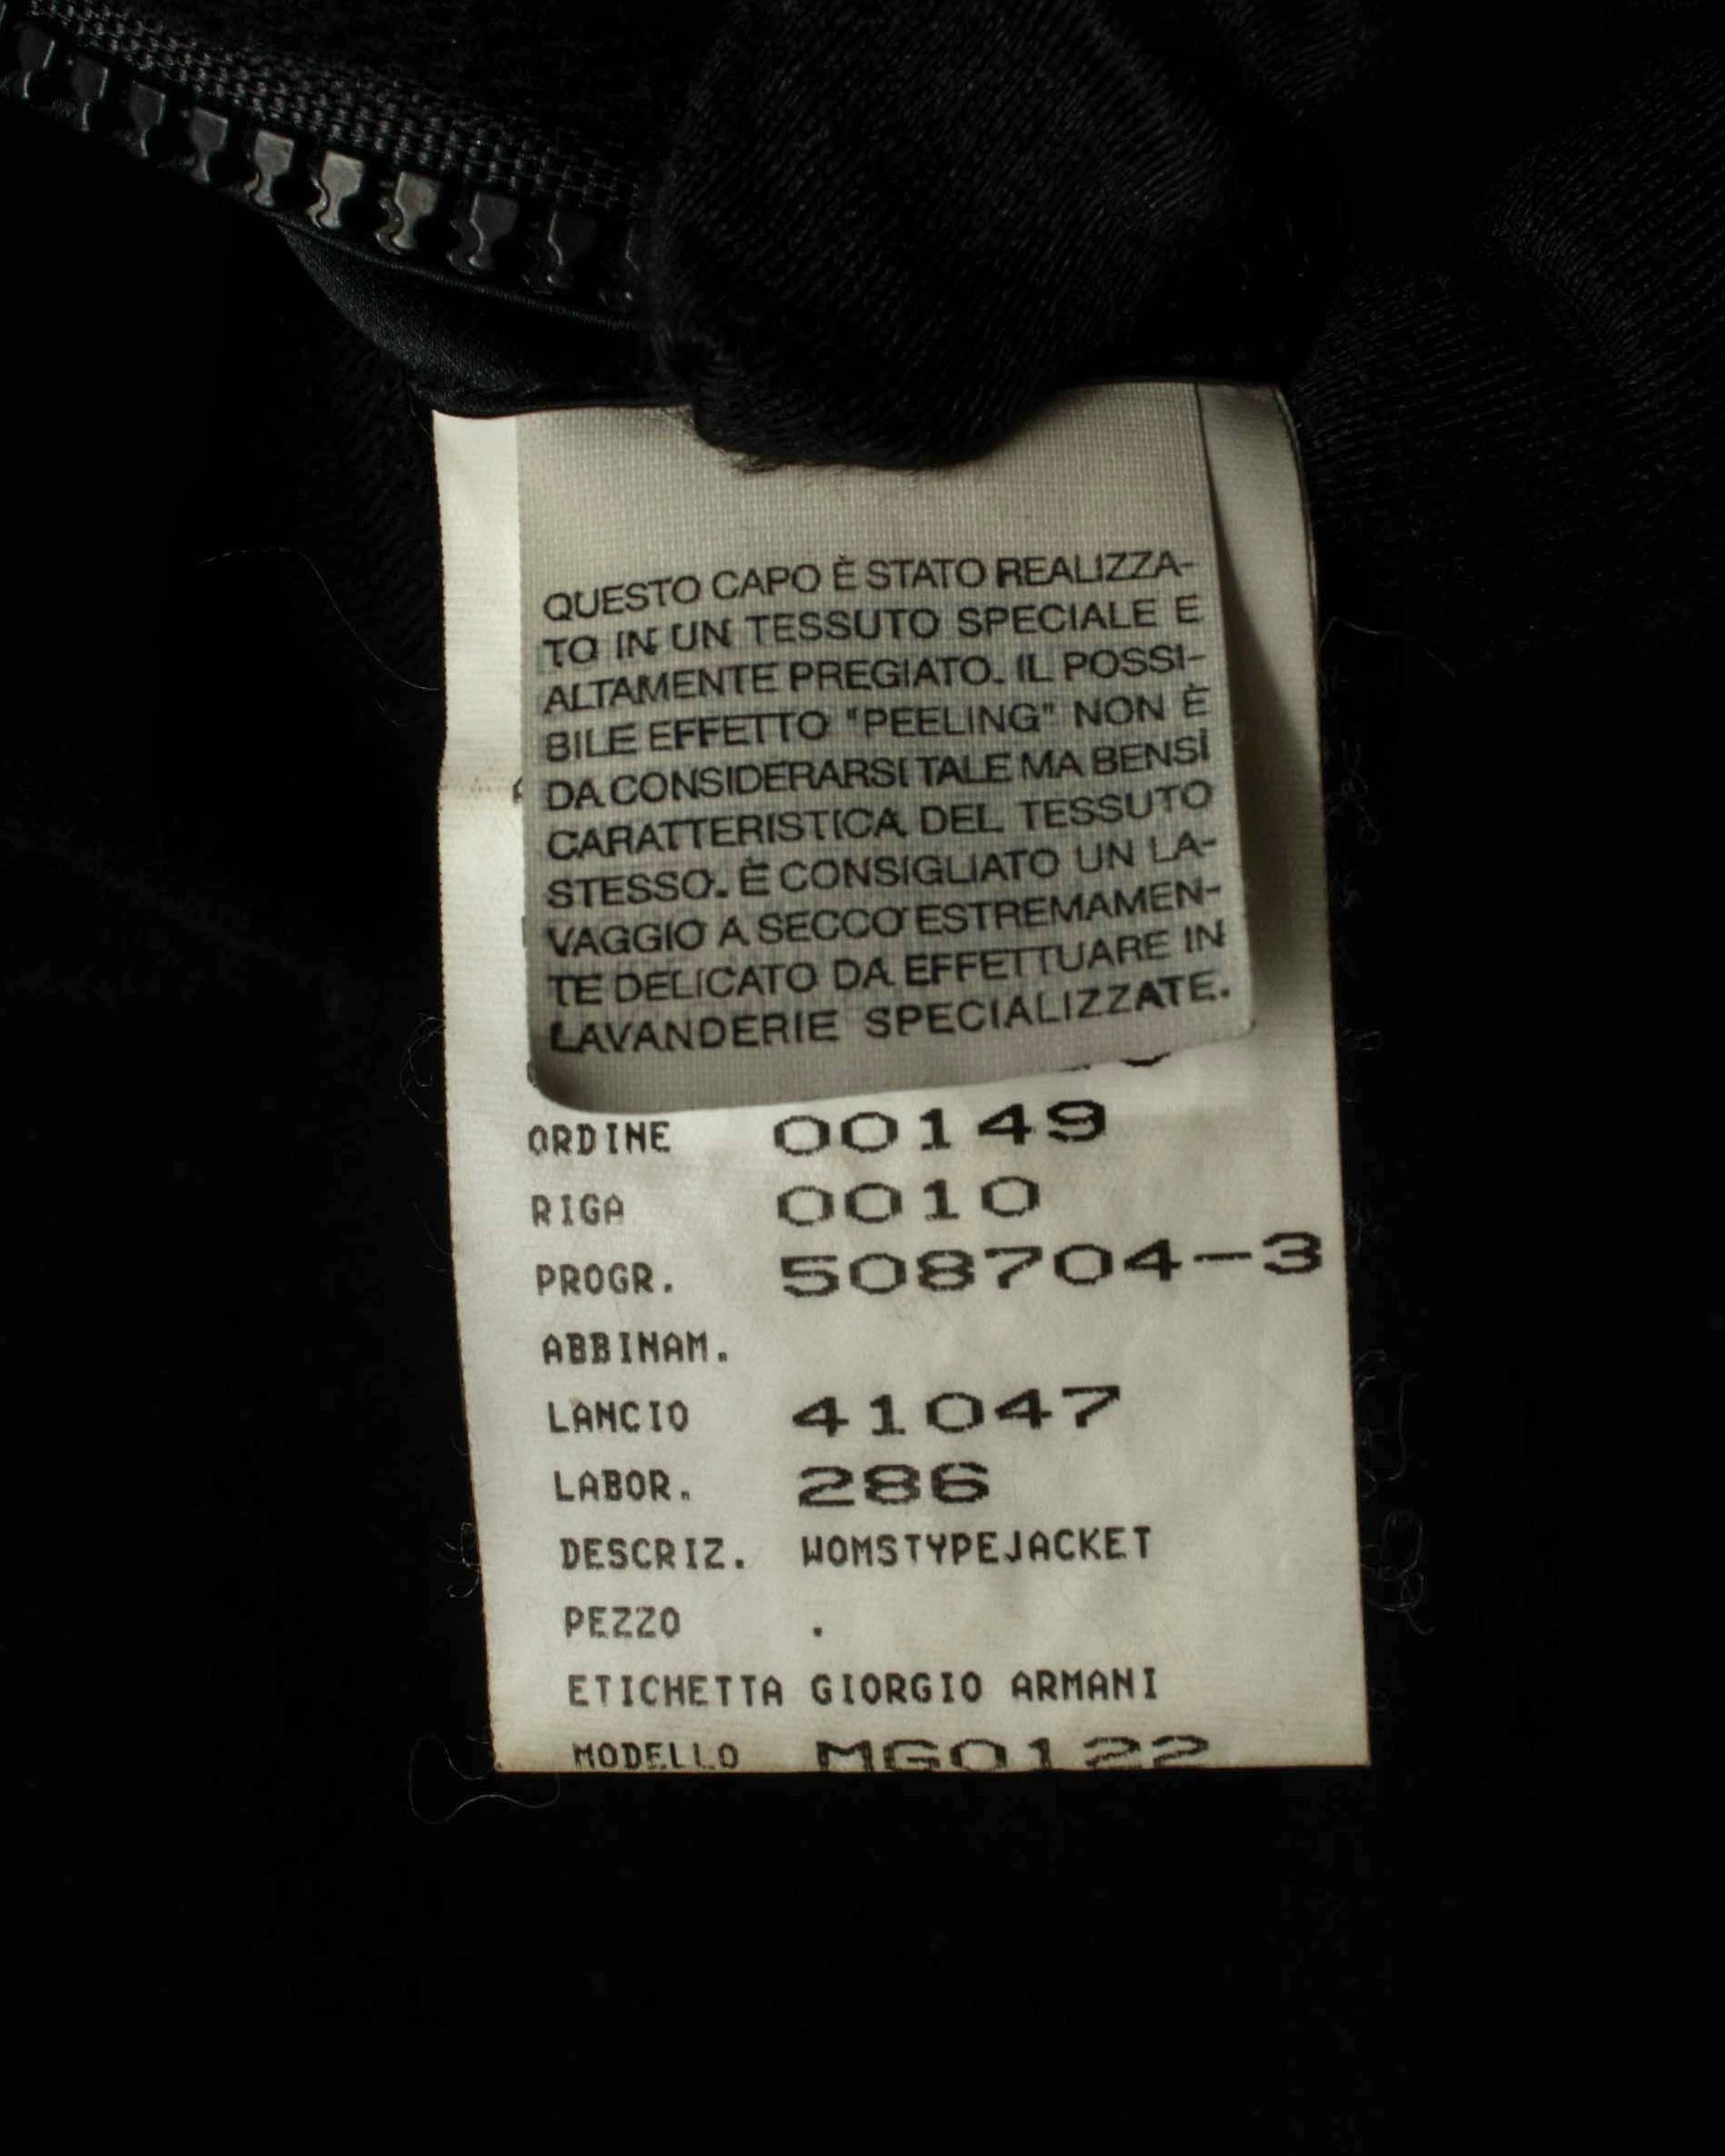 QUESTO CAPO È STATO REALIZZA-
TO IN UN TESSUTO SPECIALE E
ALTAMENTE PREGIATO. IL POSSI-
BILE EFFETTO "PEELING" NON È
DA CONSIDERARSI TALE MA BENSÌ
CARATTERISTICA DEL TESSUTO
STESSO. È CONSIGLIATO UN LA-
VAGGIO A SECCO ESTREMAMEN-
TE DELICATO DA EFFETTUARE IN
LAVANDERIE SPECIALIZZATE.
ORDINE 00149
RIGA 0010
PROGR. 508704-3
ABBINAM.
LANCIO 41047
LABOR. 286
DESCRIZ. WOMSTYPEJACKET
PEZZO .
ETICHETTA GIORGIO ARMANI
MODELLO MG0122